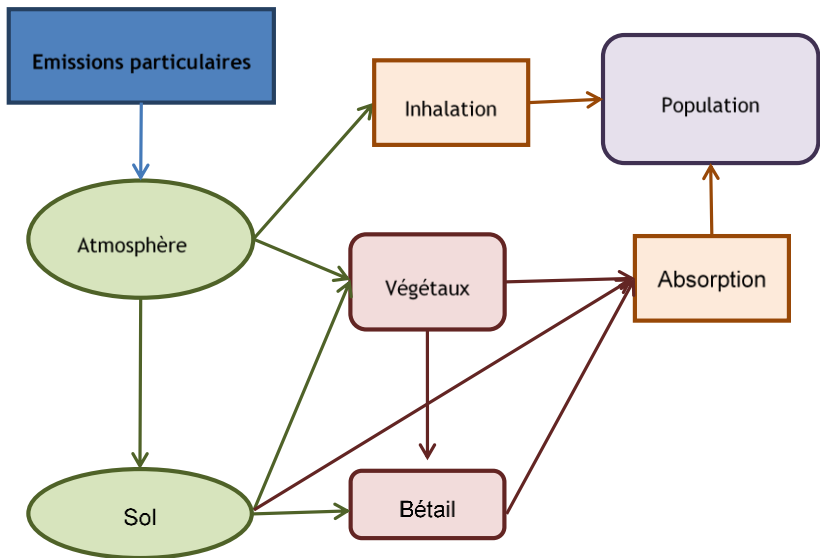 Emissions particulaires
Inhalation
Population
Atmosphère
Végétaux
Absorption
Sol
Bétail